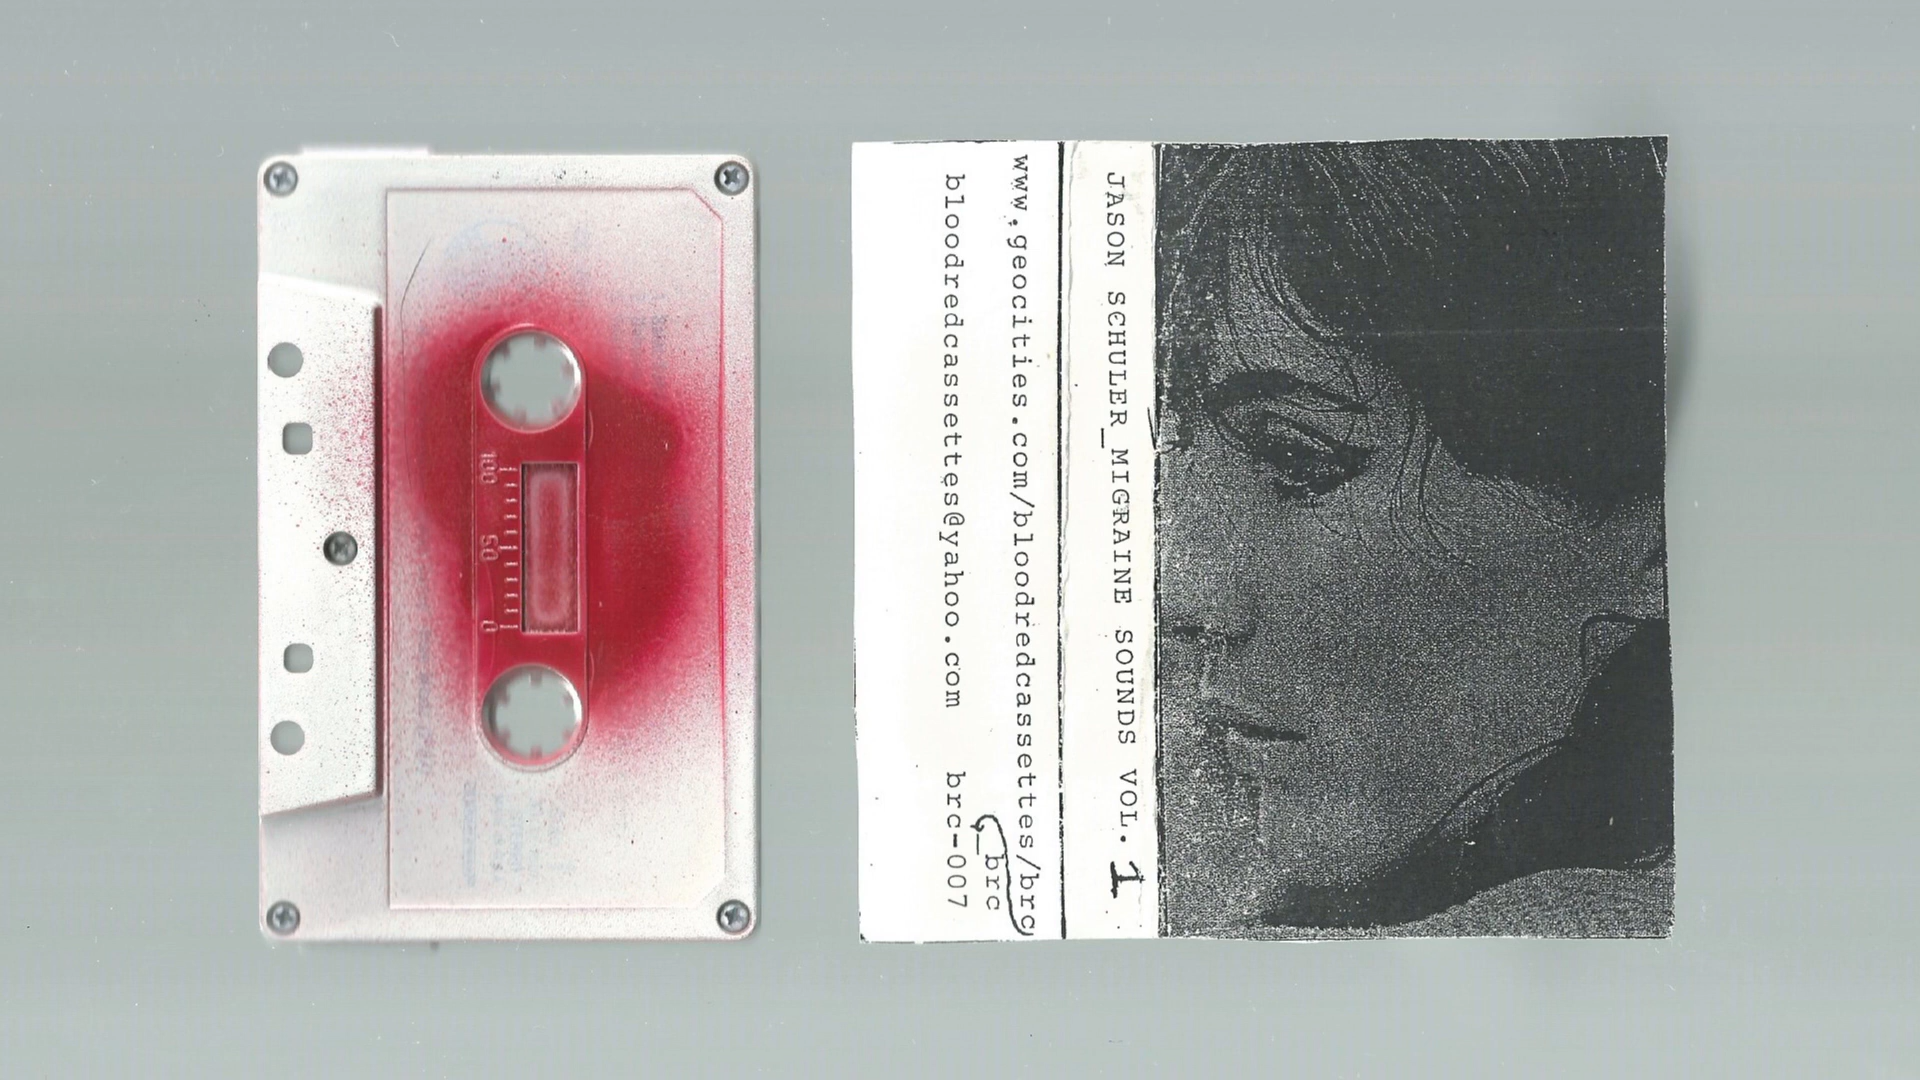 100 50 0
JASON SCHULER_MIGRAINE SOUNDS VOL. 1
www.geocities.com/bloodredcassettes/brc
_brc
bloodredcassettes@yahoo.com brc-007